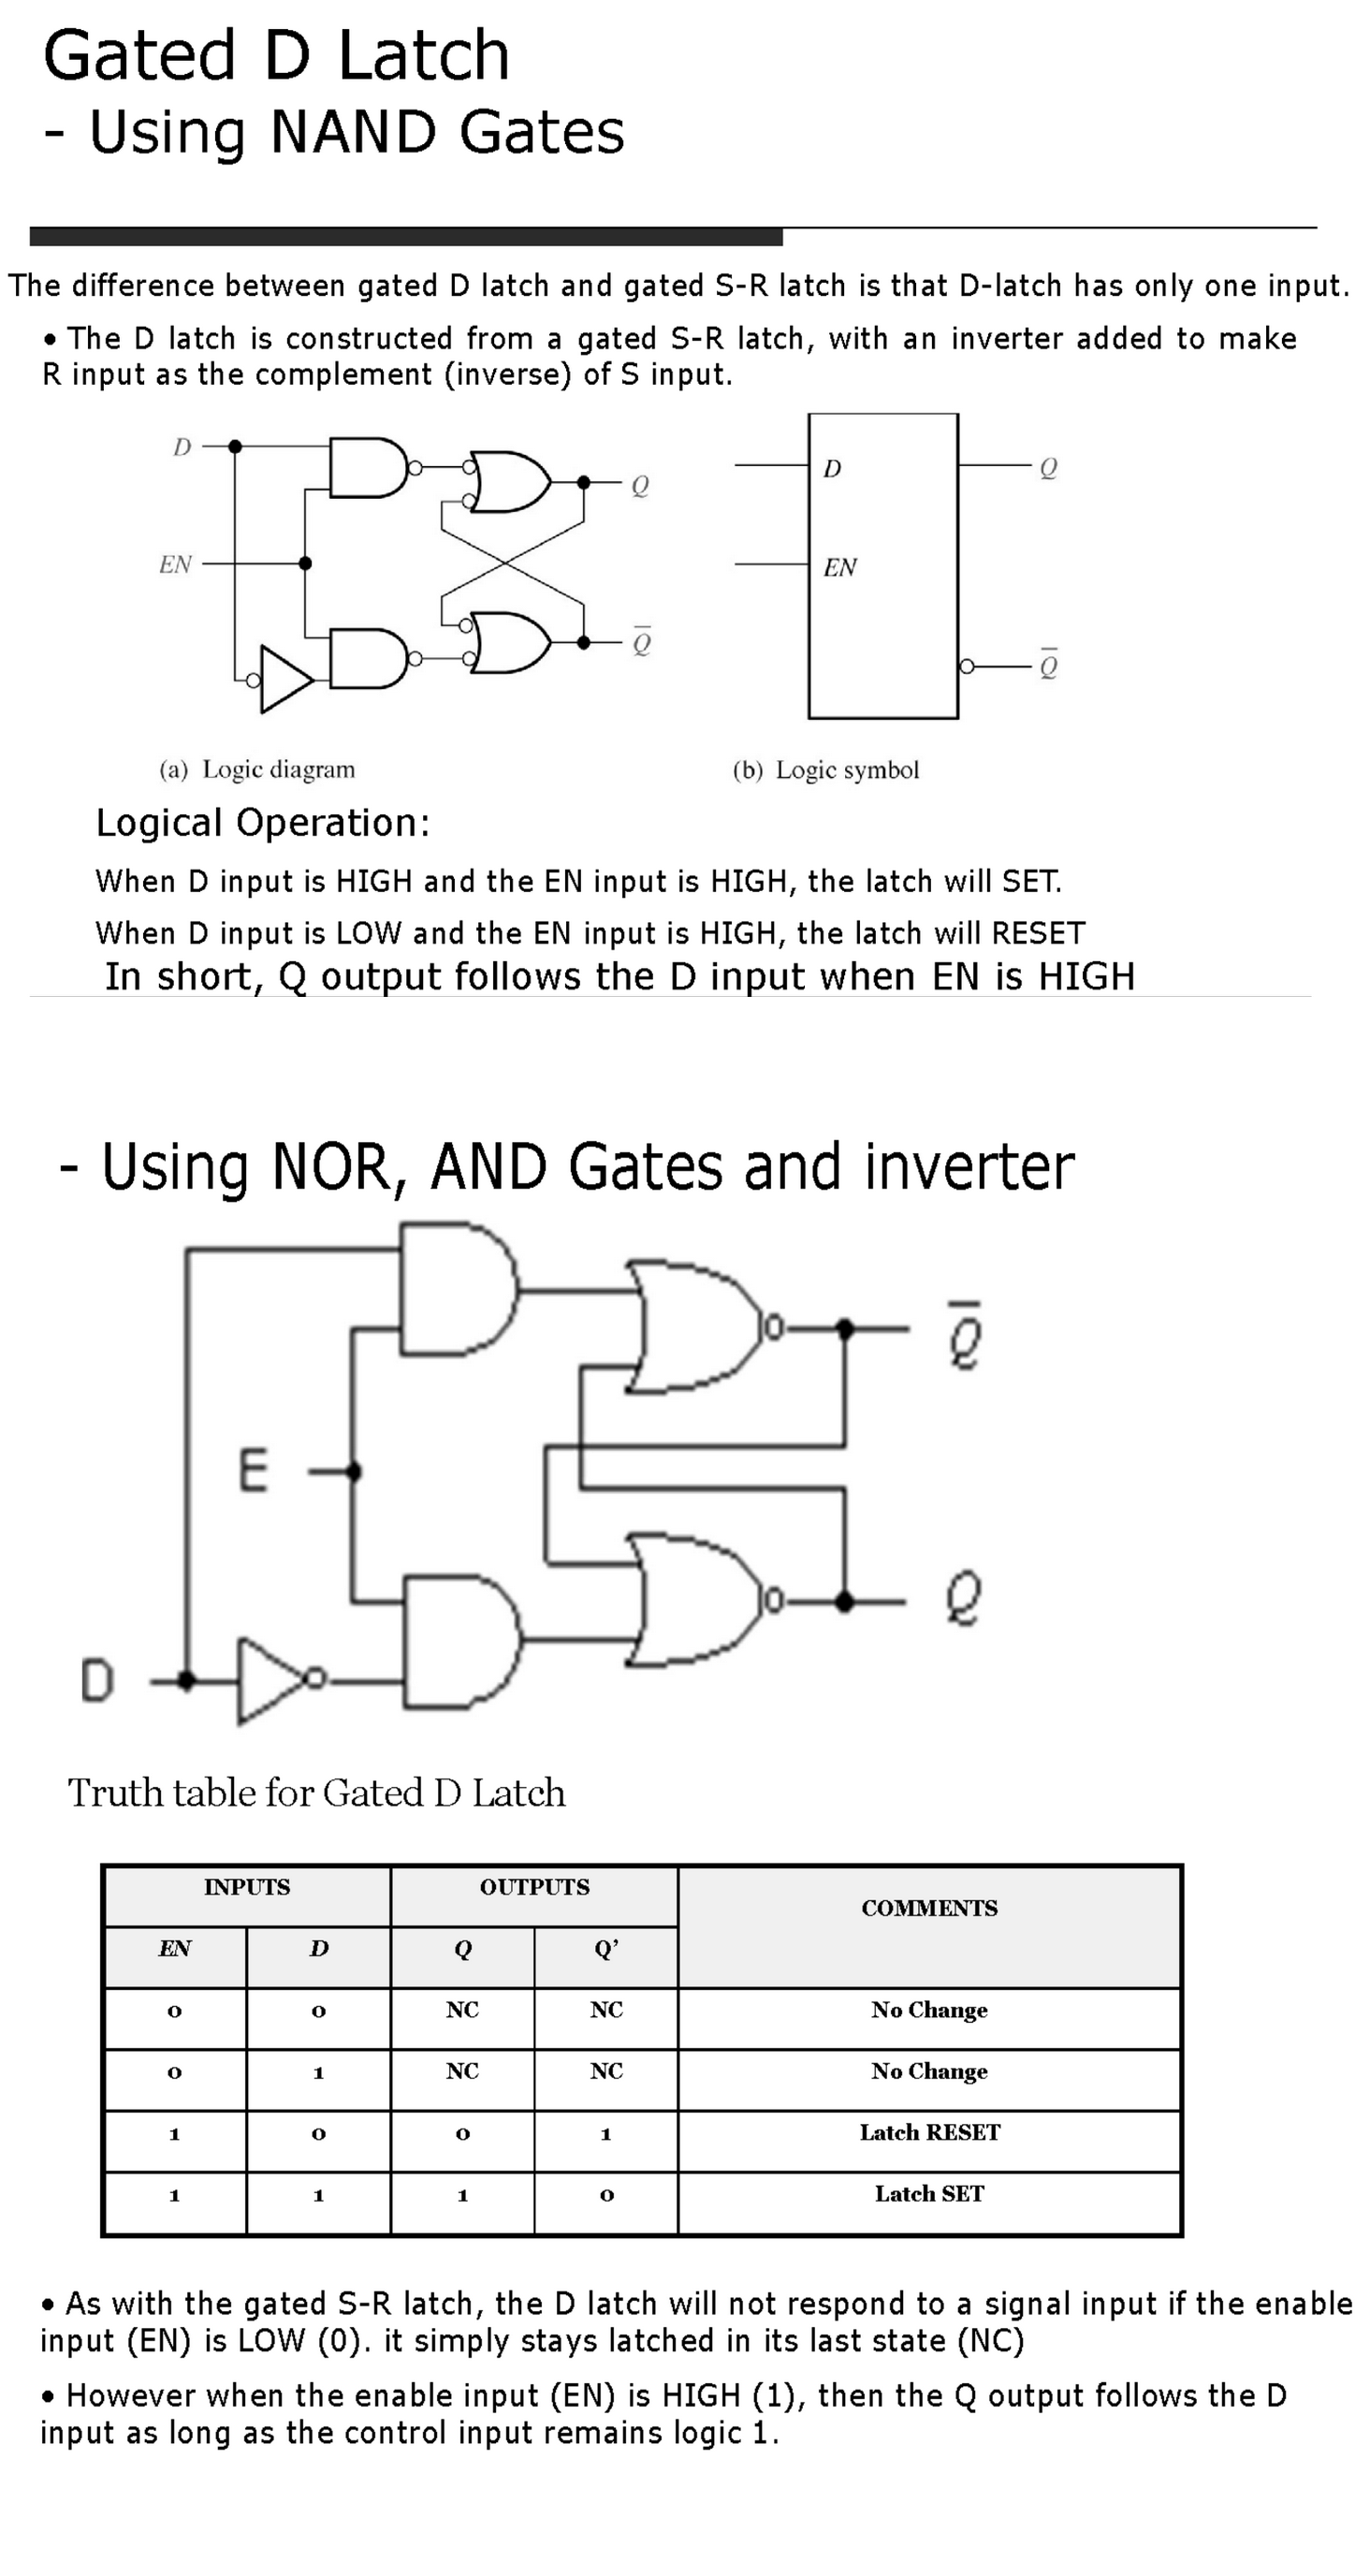 Gated D Latch
- Using NAND Gates
The difference between gated D latch and gated S-R latch is that D-latch has only one input.
• The D latch is constructed from a gated S-R latch, with an inverter added to make
R input as the complement (inverse) of S input.
D
Q
EN
Q̅
D
Q
EN
Q̅
(a) Logic diagram
(b) Logic symbol
Logical Operation:
When D input is HIGH and the EN input is HIGH, the latch will SET.
When D input is LOW and the EN input is HIGH, the latch will RESET
In short, Q output follows the D input when EN is HIGH
- Using NOR, AND Gates and inverter
Q̅
E
Q
D
Truth table for Gated D Latch
INPUTS OUTPUTS COMMENTS
EN D Q Q’
0 0 NC NC No Change
0 1 NC NC No Change
1 0 0 1 Latch RESET
1 1 1 0 Latch SET
• As with the gated S-R latch, the D latch will not respond to a signal input if the enable
input (EN) is LOW (0). it simply stays latched in its last state (NC)
• However when the enable input (EN) is HIGH (1), then the Q output follows the D
input as long as the control input remains logic 1.